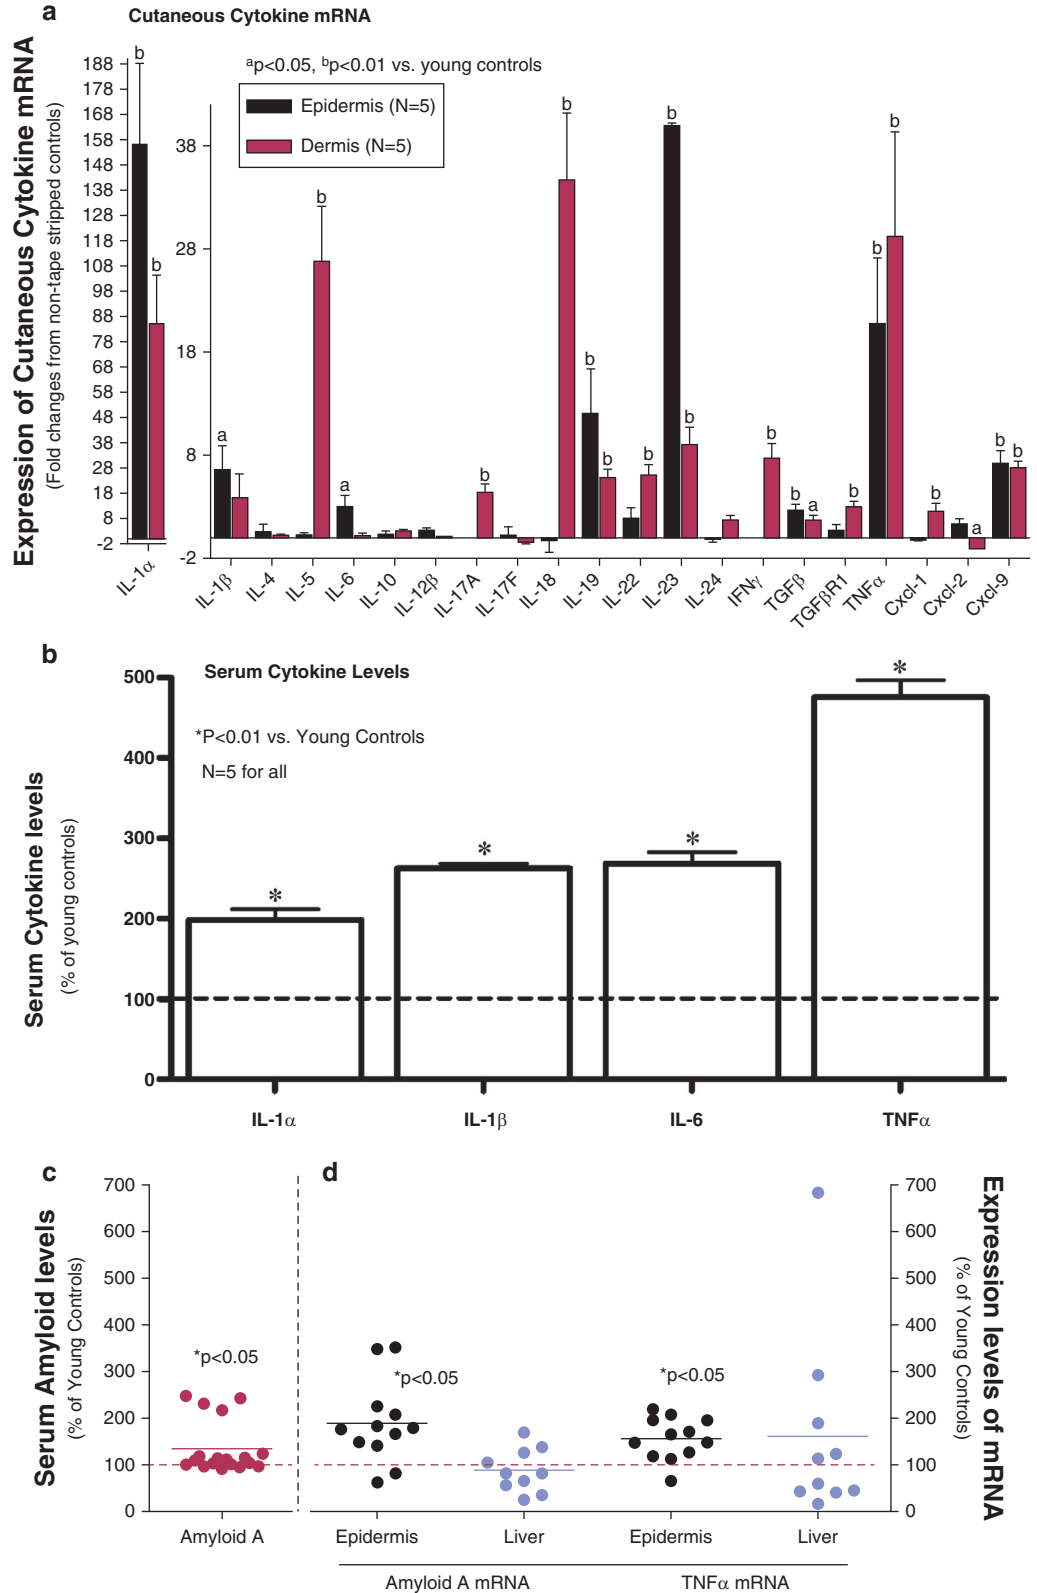 a
Cutaneous Cytokine mRNA
ᵃp<0.05, ᵇp<0.01 vs. young controls
Epidermis (N=5)
Dermis (N=5)
Expression of Cutaneous Cytokine mRNA
(Fold changes from non-tape stripped controls)
188
178
168
158
148
138
128
118
108
98
88
78
68
58
48
38
28
18
8
-2
38
28
18
8
-2
b
b
a
b
a
b
b
b
b
b
b
b
b
b
a
b
b
b
b
a
b
b
IL-1α
IL-1β
IL-4
IL-5
IL-6
IL-10
IL-12β
IL-17A
IL-17F
IL-18
IL-19
IL-22
IL-23
IL-24
IFNγ
TGFβ
TGFβR1
TNFα
Cxcl-1
Cxcl-2
Cxcl-9
b
Serum Cytokine Levels
*P<0.01 vs. Young Controls
N=5 for all
Serum Cytokine levels
(% of young controls)
500
400
300
200
100
0
*
*
*
*
IL-1α
IL-1β
IL-6
TNFα
c
Serum Amyloid levels
(% of Young Controls)
700
600
500
400
300
200
100
0
*p<0.05
Amyloid A
d
*p<0.05
*p<0.05
700
600
500
400
300
200
100
0
Expression levels of mRNA
(% of Young Controls)
Epidermis
Liver
Epidermis
Liver
Amyloid A mRNA
TNFα mRNA